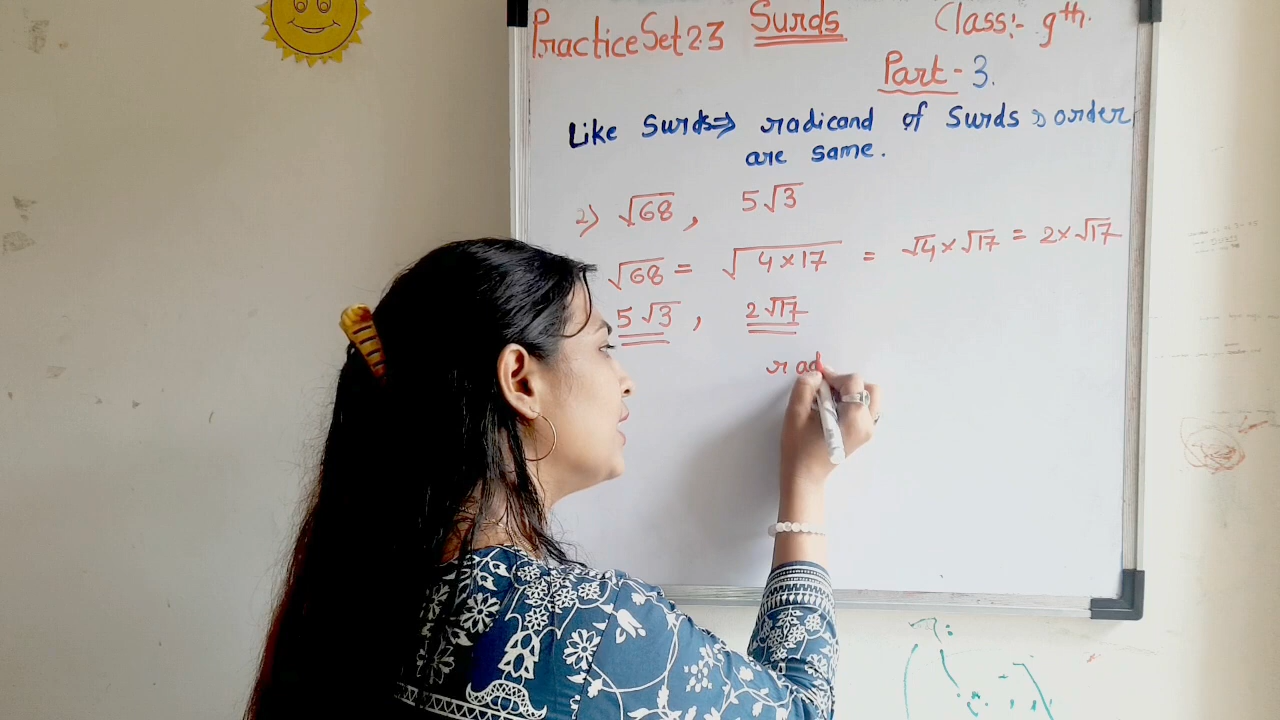 Practice Set 2.3 Surds Class:- 9th.
Part - 3.
Like Surds ⇒ radicand of Surds & order
are same.
2) √68 , 5√3
√68 = √4×17 = √4×√17 = 2×√17
5√3 , 2√17
rad